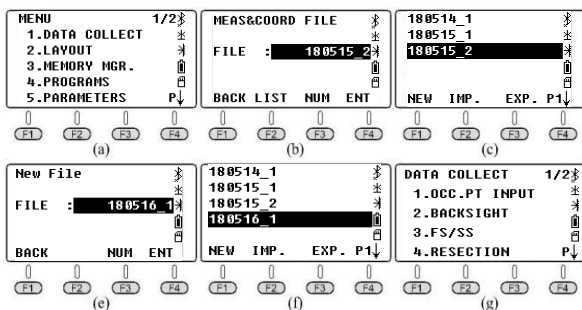 MENU 1/2
1.DATA COLLECT
2.LAYOUT
3.MEMORY MGR.
4.PROGRAMS
5.PARAMETERS P↓
F1 F2 F3 F4
(a)
MEAS&COORD FILE
FILE : 180515_2
BACK LIST NUM ENT
F1 F2 F3 F4
(b)
180514_1
180515_1
180515_2
NEW IMP. EXP. P1↓
F1 F2 F3 F4
(c)
New File
FILE : 180516_1
BACK NUM ENT
F1 F2 F3 F4
(e)
180514_1
180515_1
180515_2
180516_1
NEW IMP. EXP. P1↓
F1 F2 F3 F4
(f)
DATA COLLECT 1/2
1.OCC.PT INPUT
2.BACKSIGHT
3.FS/SS
4.RESECTION P↓
F1 F2 F3 F4
(g)